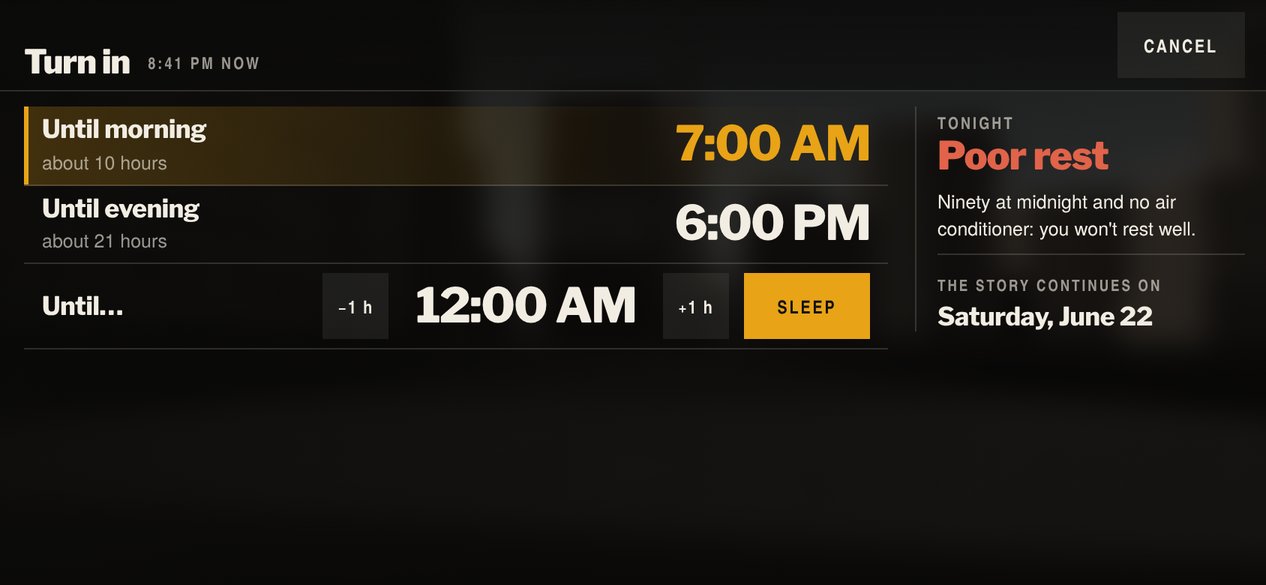 CANCEL
Turn in 8:41 PM NOW
Until morning
about 10 hours
7:00 AM
Until evening
about 21 hours
6:00 PM
Until...
–1 h 12:00 AM +1 h SLEEP
TONIGHT
Poor rest
Ninety at midnight and no air
conditioner: you won't rest well.
THE STORY CONTINUES ON
Saturday, June 22